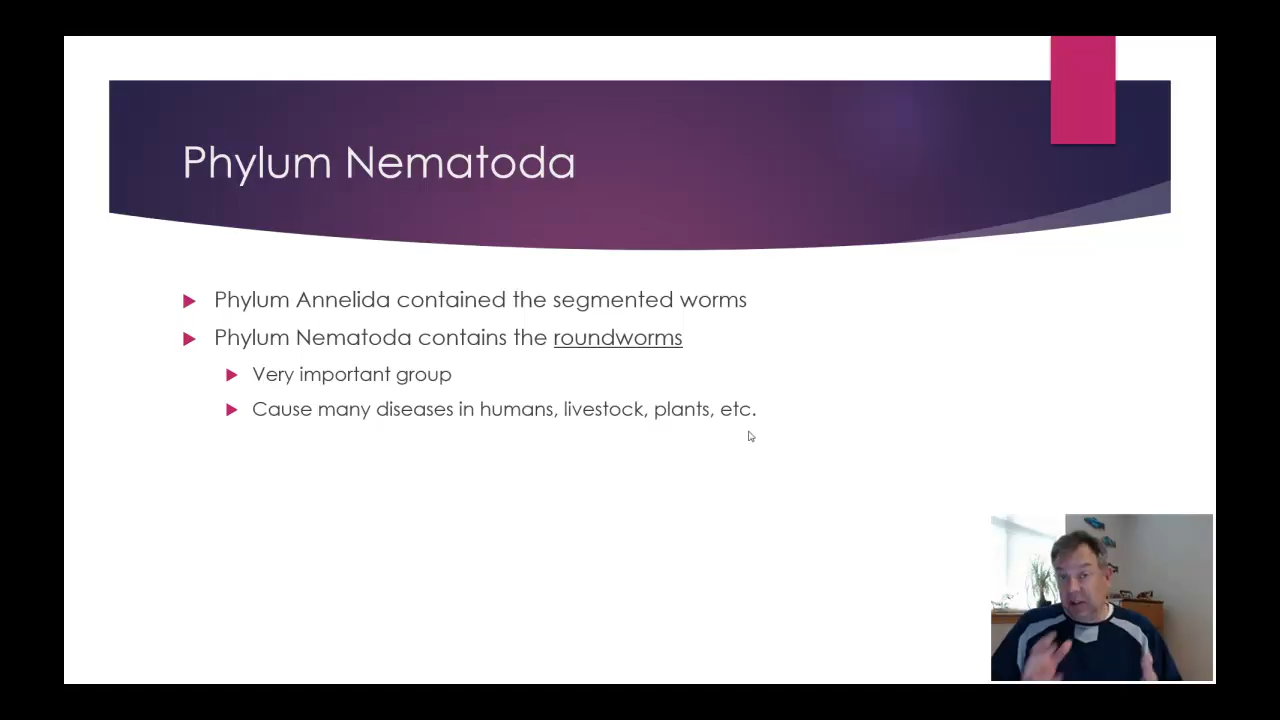 Phylum Nematoda
Phylum Annelida contained the segmented worms
Phylum Nematoda contains the roundworms
Very important group
Cause many diseases in humans, livestock, plants, etc.